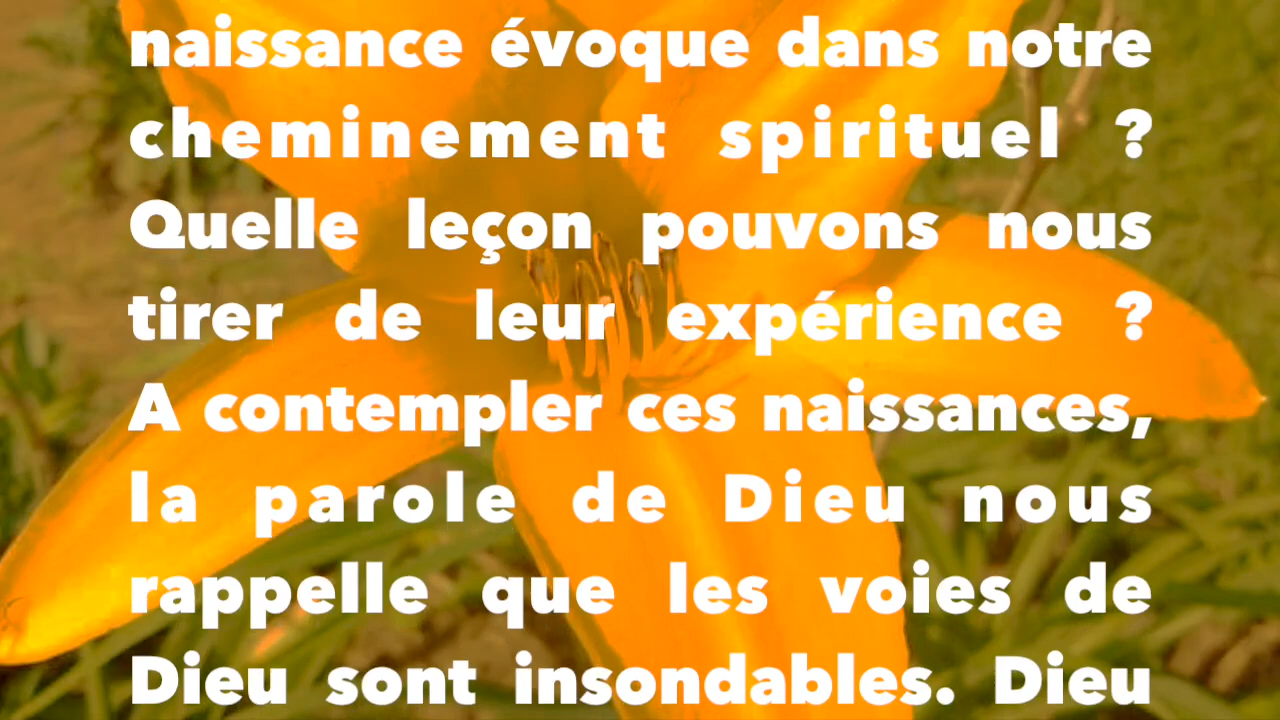 naissance évoque dans notre
cheminement spirituel ?
Quelle leçon pouvons nous
tirer de leur expérience ?
A contempler ces naissances,
la parole de Dieu nous
rappelle que les voies de
Dieu sont insondables. Dieu